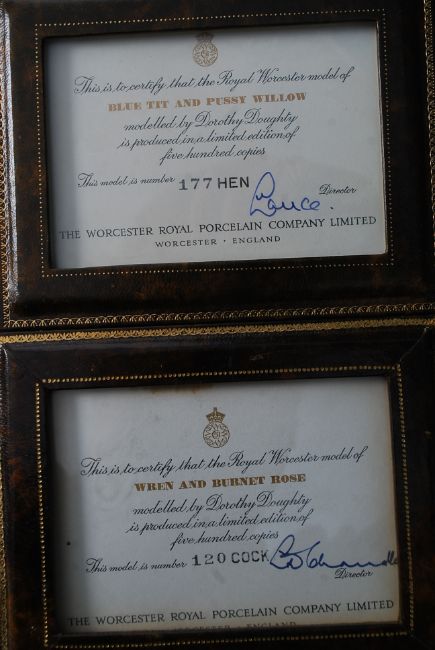 This is to certify that the Royal Worcester model of
BLUE TIT AND PUSSY WILLOW
modelled by Dorothy Doughty
is produced in a limited edition of
five hundred copies
This model is number 177 HEN
Director
THE WORCESTER ROYAL PORCELAIN COMPANY LIMITED
WORCESTER · ENGLAND
This is to certify that the Royal Worcester model of
WREN AND BURNET ROSE
modelled by Dorothy Doughty
is produced in a limited edition of
five hundred copies
This model is number 120 COCK
Director
THE WORCESTER ROYAL PORCELAIN COMPANY LIMITED
WORCESTER · ENGLAND